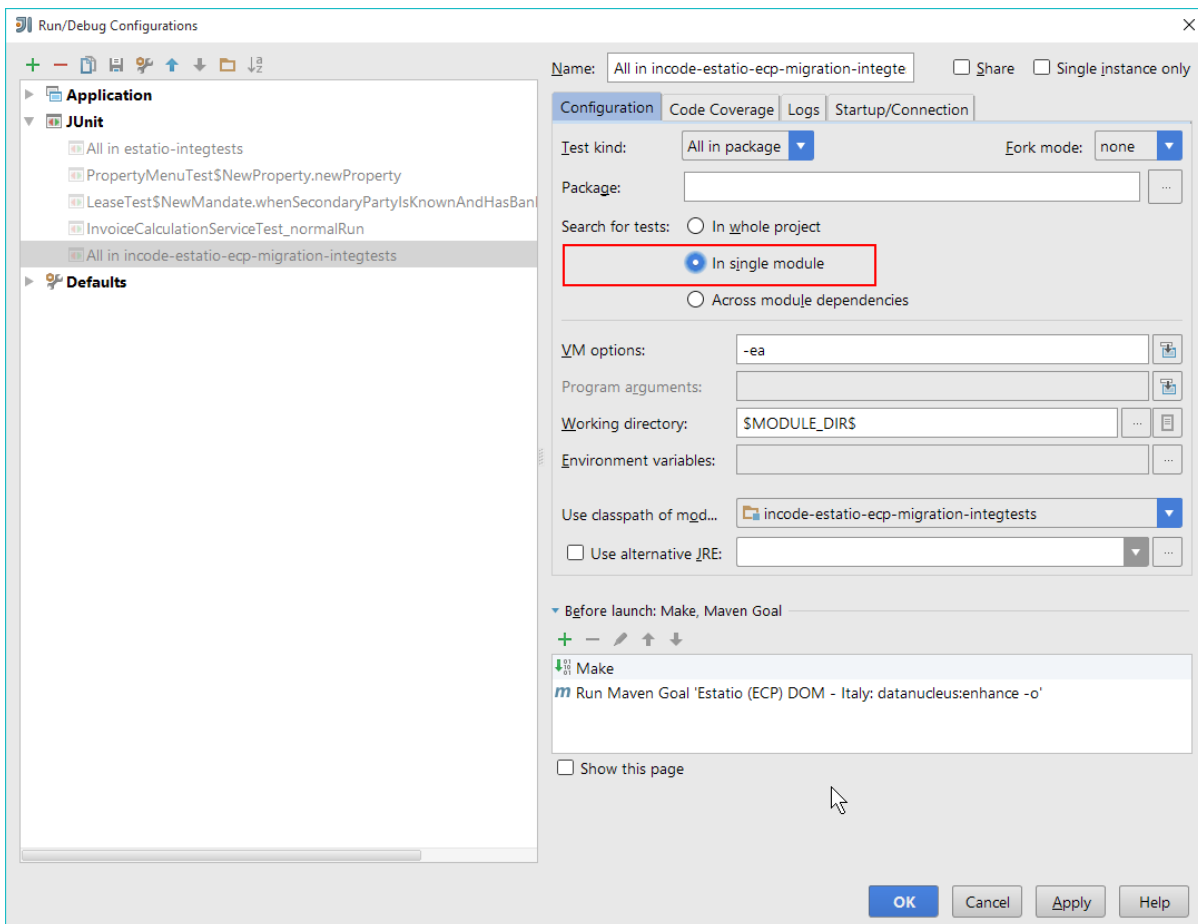 Run/Debug Configurations
Name: All in incode-estatio-ecp-migration-integte Share Single instance only
Application
JUnit
All in estatio-integtests
PropertyMenuTest$NewProperty.newProperty
LeaseTest$NewMandate.whenSecondaryPartyIsKnownAndHasBan
InvoiceCalculationServiceTest_normalRun
All in incode-estatio-ecp-migration-integtests
Defaults
Configuration Code Coverage Logs Startup/Connection
Test kind: All in package Fork mode: none
Package: ...
Search for tests: In whole project
In single module
Across module dependencies
VM options: -ea
Program arguments:
Working directory: $MODULE_DIR$ ...
Environment variables: ...
Use classpath of mod... incode-estatio-ecp-migration-integtests
Use alternative JRE: ...
Before launch: Make, Maven Goal
Make
Run Maven Goal 'Estatio (ECP) DOM - Italy: datanucleus:enhance -o'
Show this page
OK Cancel Apply Help